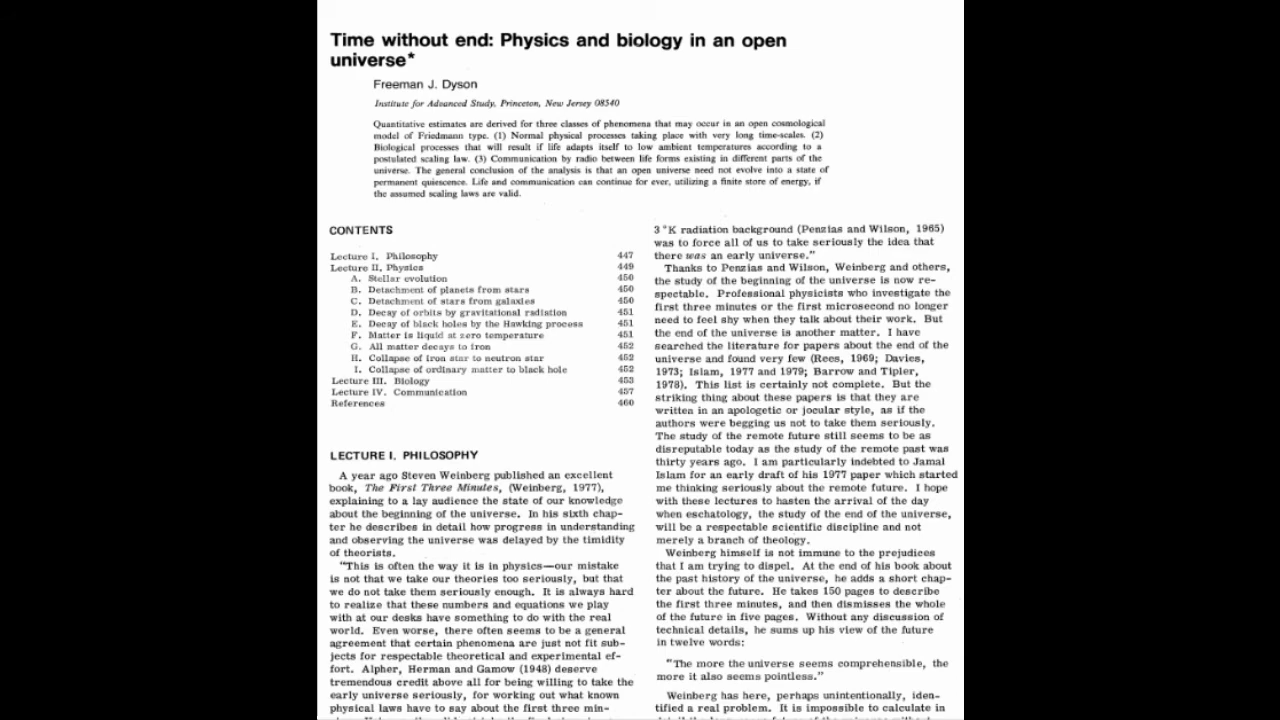 Time without end: Physics and biology in an open
universe*
Freeman J. Dyson
Institute for Advanced Study, Princeton, New Jersey 08540
Quantitative estimates are derived for three classes of phenomena that may occur in an open cosmological
model of Friedmann type. (1) Normal physical processes taking place with very long time-scales. (2)
Biological processes that will result if life adapts itself to low ambient temperatures according to a
postulated scaling law. (3) Communication by radio between life forms existing in different parts of the
universe. The general conclusion of the analysis is that an open universe need not evolve into a state of
permanent quiescence. Life and communication can continue for ever, utilizing a finite store of energy, if
the assumed scaling laws are valid.
CONTENTS
Lecture I. Philosophy 447
Lecture II. Physics 449
A. Stellar evolution 450
B. Detachment of planets from stars 450
C. Detachment of stars from galaxies 450
D. Decay of orbits by gravitational radiation 451
E. Decay of black holes by the Hawking process 451
F. Matter is liquid at zero temperature 451
G. All matter decays to iron 452
H. Collapse of iron star to neutron star 452
I. Collapse of ordinary matter to black hole 452
Lecture III. Biology 453
Lecture IV. Communication 457
References 460
LECTURE I. PHILOSOPHY
A year ago Steven Weinberg published an excellent
book, The First Three Minutes, (Weinberg, 1977),
explaining to a lay audience the state of our knowledge
about the beginning of the universe. In his sixth chap-
ter he describes in detail how progress in understanding
and observing the universe was delayed by the timidity
of theorists.
"This is often the way it is in physics—our mistake
is not that we take our theories too seriously, but that
we do not take them seriously enough. It is always hard
to realize that these numbers and equations we play
with at our desks have something to do with the real
world. Even worse, there often seems to be a general
agreement that certain phenomena are just not fit sub-
jects for respectable theoretical and experimental ef-
fort. Alpher, Herman and Gamow (1948) deserve
tremendous credit above all for being willing to take the
early universe seriously, for working out what known
physical laws have to say about the first three min-
3 °K radiation background (Penzias and Wilson, 1965)
was to force all of us to take seriously the idea that
there was an early universe."
Thanks to Penzias and Wilson, Weinberg and others,
the study of the beginning of the universe is now re-
spectable. Professional physicists who investigate the
first three minutes or the first microsecond no longer
need to feel shy when they talk about their work. But
the end of the universe is another matter. I have
searched the literature for papers about the end of the
universe and found very few (Rees, 1969; Davies,
1973; Islam, 1977 and 1979; Barrow and Tipler,
1978). This list is certainly not complete. But the
striking thing about these papers is that they are
written in an apologetic or jocular style, as if the
authors were begging us not to take them seriously.
The study of the remote future still seems to be as
disreputable today as the study of the remote past was
thirty years ago. I am particularly indebted to Jamal
Islam for an early draft of his 1977 paper which started
me thinking seriously about the remote future. I hope
with these lectures to hasten the arrival of the day
when eschatology, the study of the end of the universe,
will be a respectable scientific discipline and not
merely a branch of theology.
Weinberg himself is not immune to the prejudices
that I am trying to dispel. At the end of his book about
the past history of the universe, he adds a short chap-
ter about the future. He takes 150 pages to describe
the first three minutes, and then dismisses the whole
of the future in five pages. Without any discussion of
technical details, he sums up his view of the future
in twelve words:
"The more the universe seems comprehensible, the
more it also seems pointless."
Weinberg has here, perhaps unintentionally, iden-
tified a real problem. It is impossible to calculate in